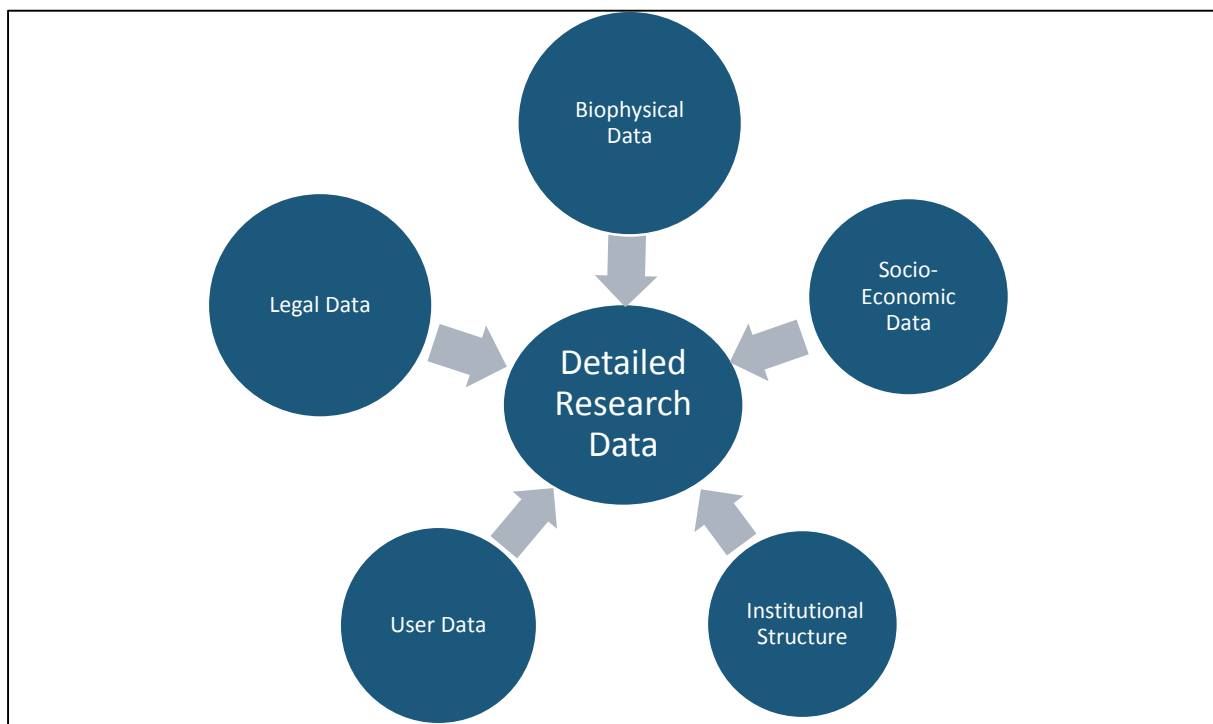 Biophysical
Data
Legal Data
Socio-
Economic
Data
Detailed
Research
Data
User Data
Institutional
Structure